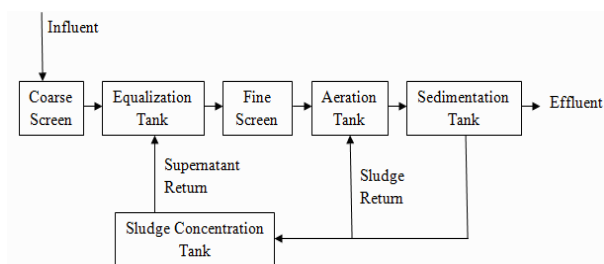 Influent
Coarse
Screen
Equalization
Tank
Fine
Screen
Aeration
Tank
Sedimentation
Tank
Effluent
Supernatant
Return
Sludge
Return
Sludge Concentration
Tank